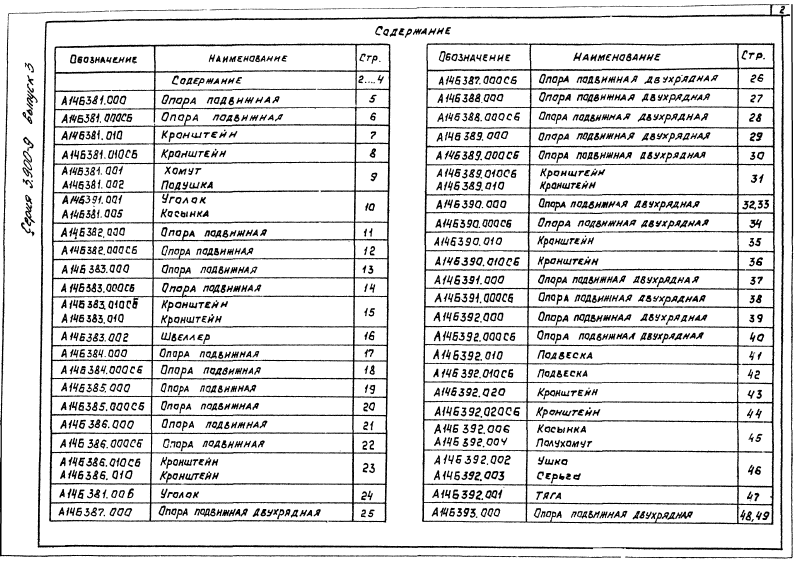 2
Содержание
Серия 3.900-9 выпуск 3
Обозначение Наименование Стр.
Содержание 2....4
А14Б381.000 Опора подвижная 5
А14Б381.000СБ Опора подвижная 6
А14Б381.010 Кронштейн 7
А14Б381.010СБ Кронштейн 8
А14Б381.001 Хомут
9
А14Б381.002 Подушка
А14Б391.001 Уголок
10
А14Б381.005 Косынка
А14Б382.000 Опора подвижная 11
А14Б382.000СБ Опора подвижная 12
А14Б383.000 Опора подвижная 13
А14Б383.000СБ Опора подвижная 14
А14Б383.010СБ Кронштейн
15
А14Б383.010 Кронштейн
А14Б383.002 Швеллер 16
А14Б384.000 Опора подвижная 17
А14Б384.000СБ Опора подвижная 18
А14Б385.000 Опора подвижная 19
А14Б385.000СБ Опора подвижная 20
А14Б386.000 Опора подвижная 21
А14Б386.000СБ Опора подвижная 22
А14Б386.010СБ Кронштейн
23
А14Б386.010 Кронштейн
А14Б381.006 Уголок 24
А14Б387.000 Опора подвижная двухрядная 25
Обозначение Наименование Стр.
А14Б387.000СБ Опора подвижная двухрядная 26
А14Б388.000 Опора подвижная двухрядная 27
А14Б388.000СБ Опора подвижная двухрядная 28
А14Б389.000 Опора подвижная двухрядная 29
А14Б389.000СБ Опора подвижная двухрядная 30
А14Б389.010СБ Кронштейн
31
А14Б389.010 Кронштейн
А14Б390.000 Опора подвижная двухрядная 32,33
А14Б390.000СБ Опора подвижная двухрядная 34
А14Б390.010 Кронштейн 35
А14Б390.010СБ Кронштейн 36
А14Б391.000 Опора подвижная двухрядная 37
А14Б391.000СБ Опора подвижная двухрядная 38
А14Б392.000 Опора подвижная двухрядная 39
А14Б392.000СБ Опора подвижная двухрядная 40
А14Б392.010 Подвеска 41
А14Б392.010СБ Подвеска 42
А14Б392.020 Кронштейн 43
А14Б392.020СБ Кронштейн 44
А14Б392.006 Косынка
45
А14Б392.004 Полухомут
А14Б392.002 Ушко
46
А14Б392.003 Серьга
А14Б392.001 Тяга 47
А14Б393.000 Опора подвижная двухрядная 48,49